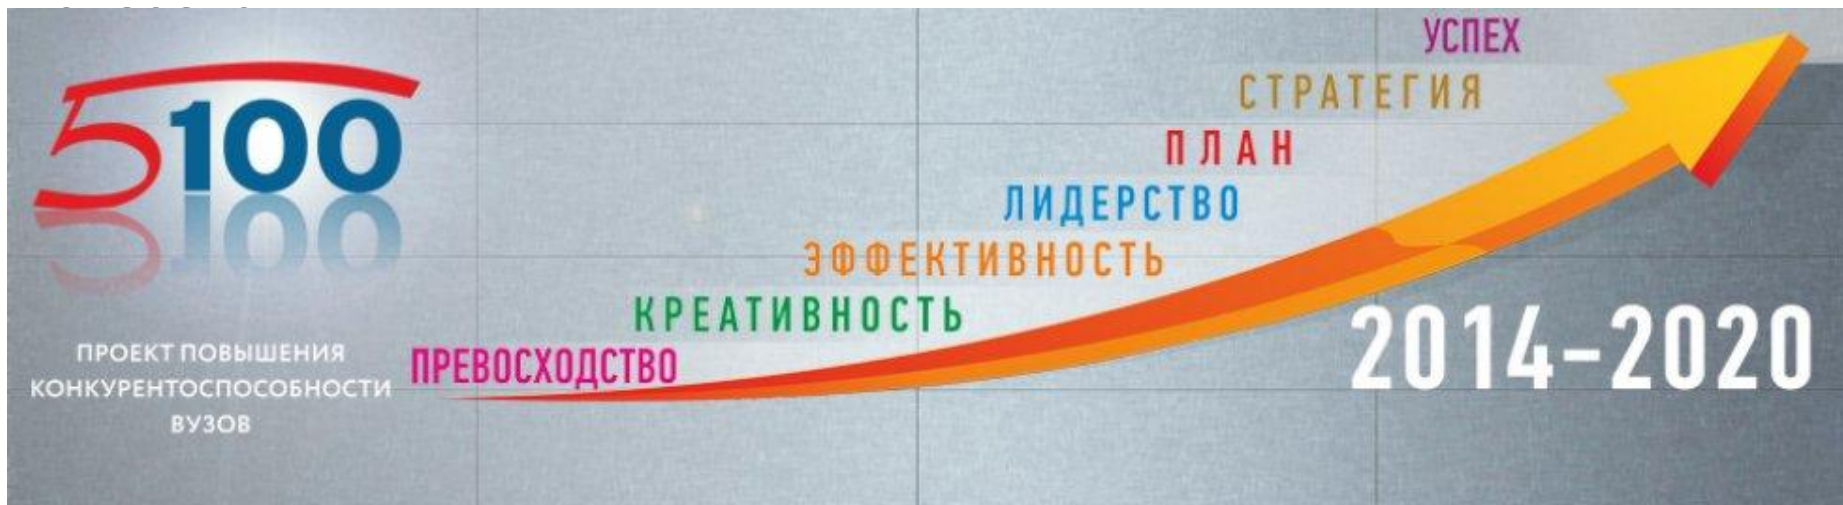 5100
ПРОЕКТ ПОВЫШЕНИЯ
КОНКУРЕНТОСПОСОБНОСТИ
ВУЗОВ
УСПЕХ
СТРАТЕГИЯ
ПЛАН
ЛИДЕРСТВО
ЭФФЕКТИВНОСТЬ
КРЕАТИВНОСТЬ
ПРЕВОСХОДСТВО
2014-2020